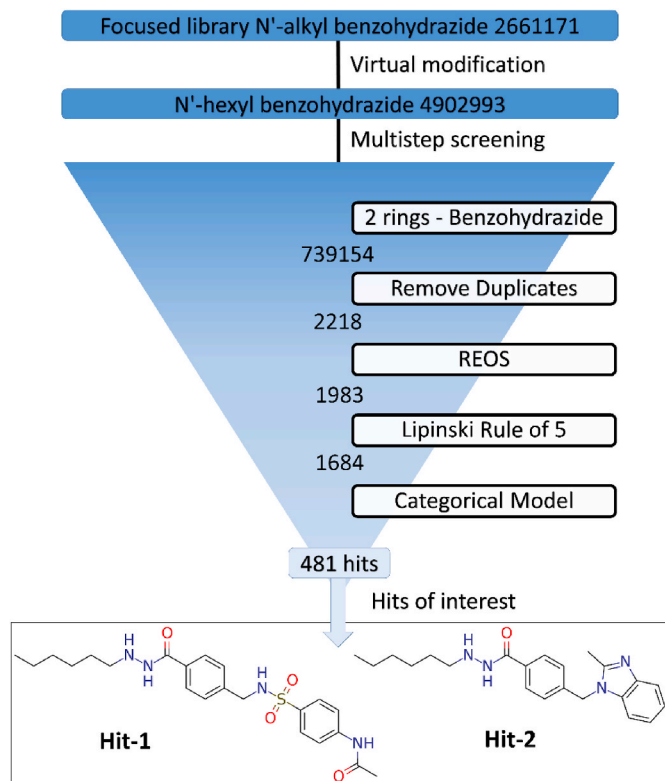 Focused library N'-alkyl benzohydrazide 2661171
Virtual modification
N'-hexyl benzohydrazide 4902993
Multistep screening
2 rings - Benzohydrazide
739154
Remove Duplicates
2218
REOS
1983
Lipinski Rule of 5
1684
Categorical Model
481 hits
Hits of interest
H
N
N
H
O
N
H
S
O
O
N
H
O
Hit-1
H
N
N
H
O
N
N
Hit-2